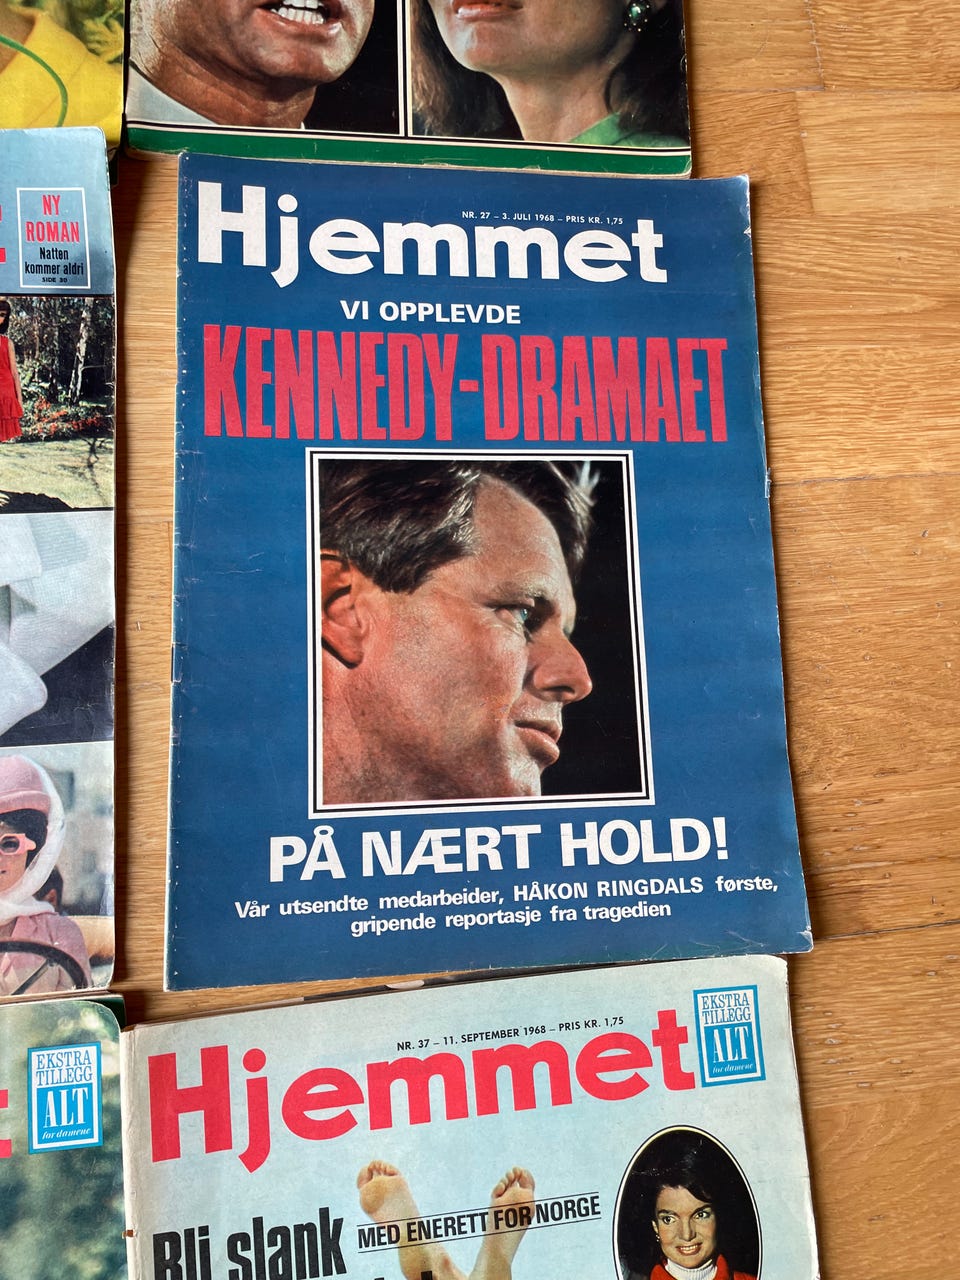 NY
ROMAN
Natten
kommer aldri
SIDE 30
NR. 27 – 3. JULI 1968 – PRIS KR. 1,75
Hjemmet
VI OPPLEVDE
KENNEDY-DRAMAET
PÅ NÆRT HOLD!
Vår utsendte medarbeider, HÅKON RINGDALS første,
gripende reportasje fra tragedien
EKSTRA
TILLEGG
ALT
for damene
NR. 37 – 11. SEPTEMBER 1968 – PRIS KR. 1,75
Hjemmet
EKSTRA
TILLEGG
ALT
for damene
Bli slank
MED ENERETT FOR NORGE